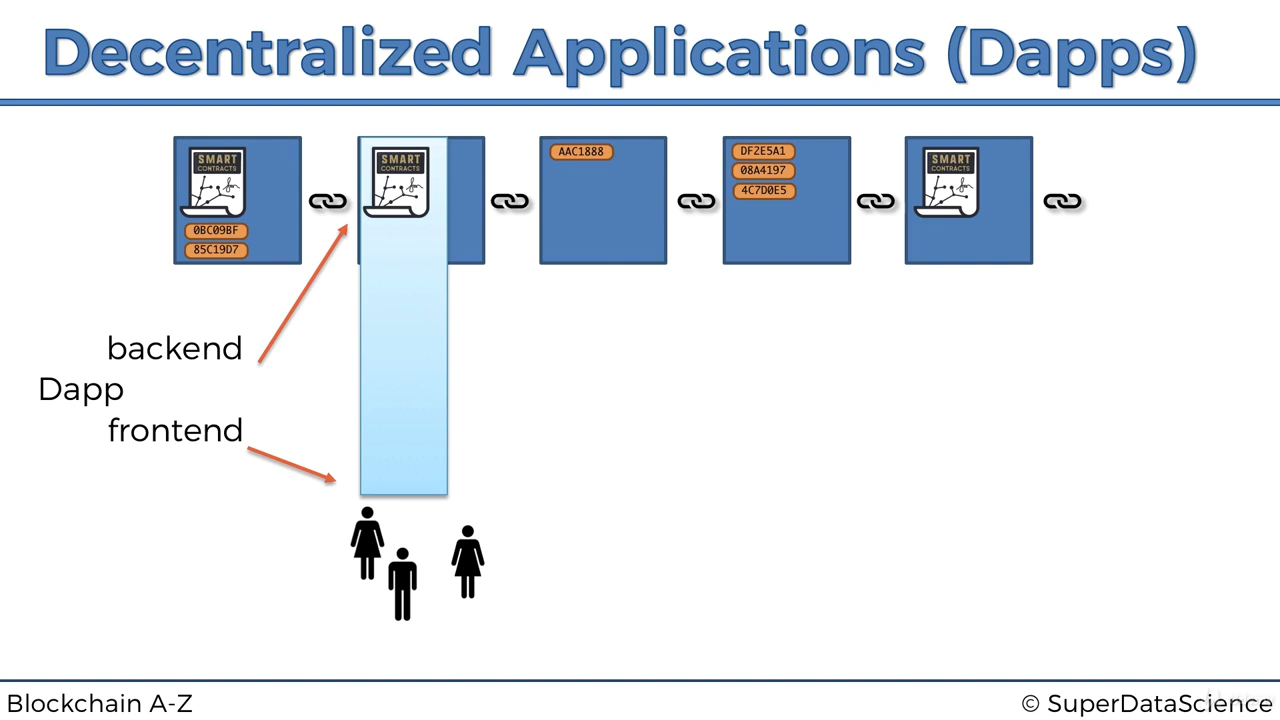 Decentralized Applications (Dapps)
SMART
CONTRACTS
0BC09BF
85C19D7
SMART
CONTRACTS
AAC1888
DF2E5A1
08A4197
4C7D0E5
SMART
CONTRACTS
backend
Dapp
frontend
Blockchain A-Z
© SuperDataScience